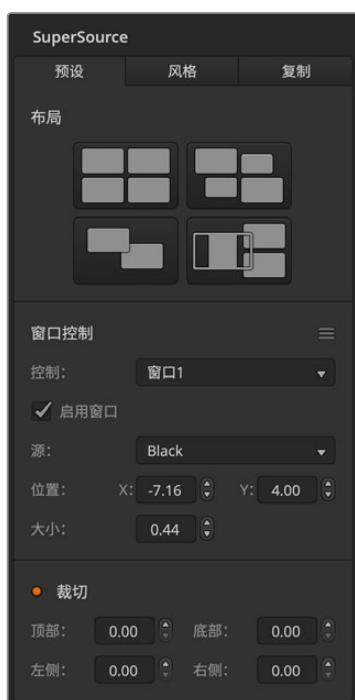 SuperSource
预设 风格 复制
布局
窗口控制
控制: 窗口1
启用窗口
源: Black
位置: X: -7.16 Y: 4.00
大小: 0.44
裁切
顶部: 0.00 底部: 0.00
左侧: 0.00 右侧: 0.00